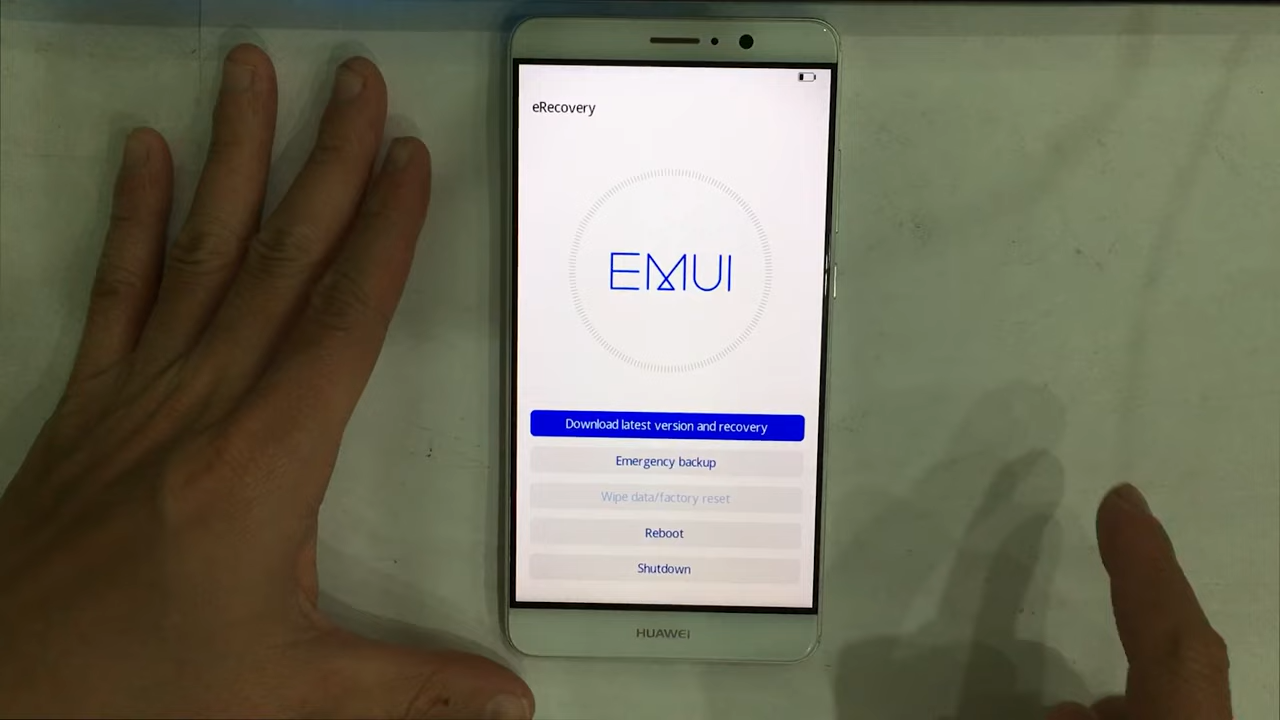 eRecovery
EMUI
Download latest version and recovery
Emergency backup
Wipe data/factory reset
Reboot
Shutdown
HUAWEI